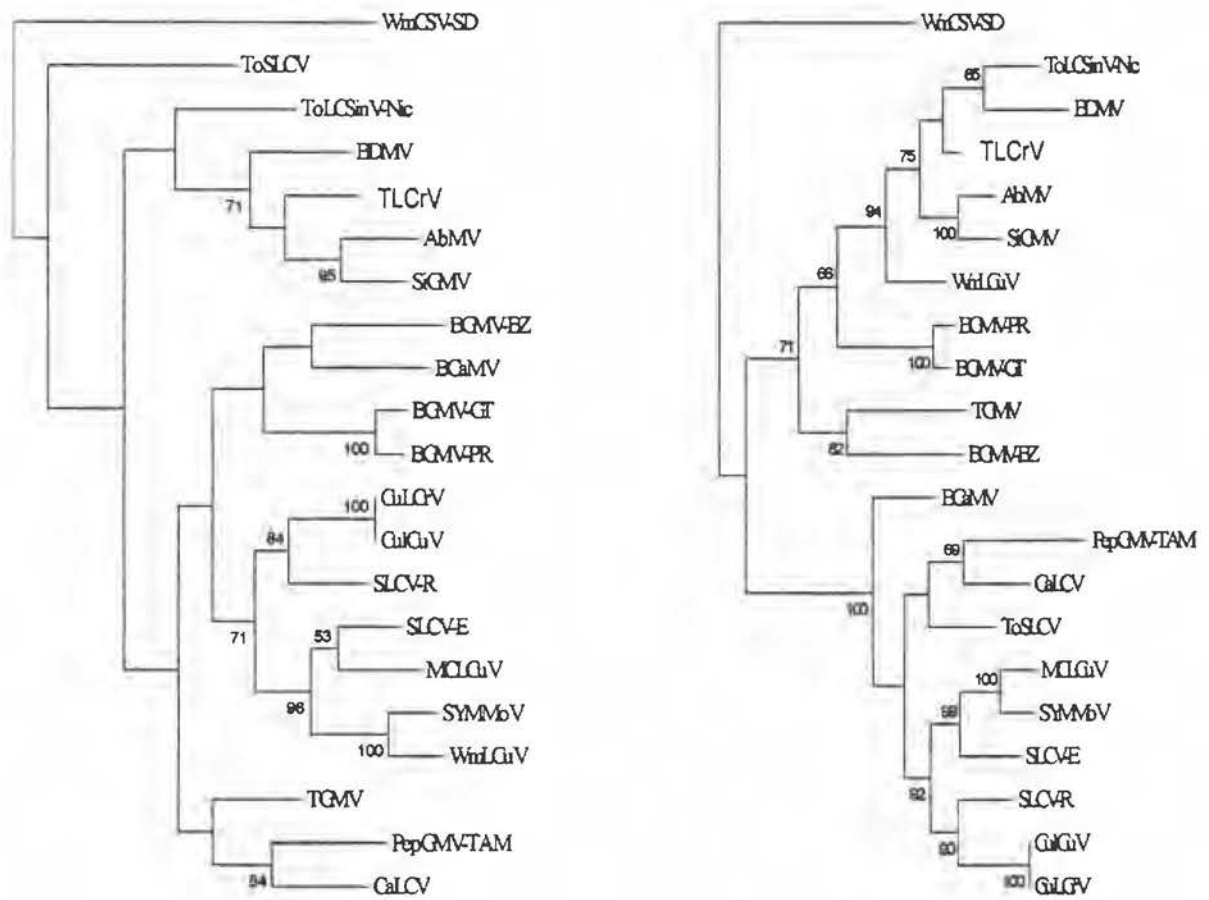 WmCSV-SD
ToSLCV
ToLCSinV-Nic
BDMV
71
TLCrV
AbMV
95
SiGMV
BGMV-BZ
BCaMV
BGMV-GT
100
BGMV-PR
CuLCrV
100
CulCuV
84
SLCV-R
71
53
SLCV-E
MCLCuV
96
SYMMoV
100
WmLCuV
TGMV
PepGMV-TAM
84
CaLCV
WmCSV-SD
65
ToLCSinV-Nic
BDMV
75
TLCrV
AbMV
94
100
SiGMV
66
WmLCuV
BGMV-PR
71
100
BGMV-GT
TGMV
82
BGMV-BZ
BCaMV
PepGMV-TAM
69
CaLCV
100
ToSLCV
MCLCuV
100
SYMMoV
99
SLCV-E
92
SLCV-R
CulCuV
90
100
CuLCrV